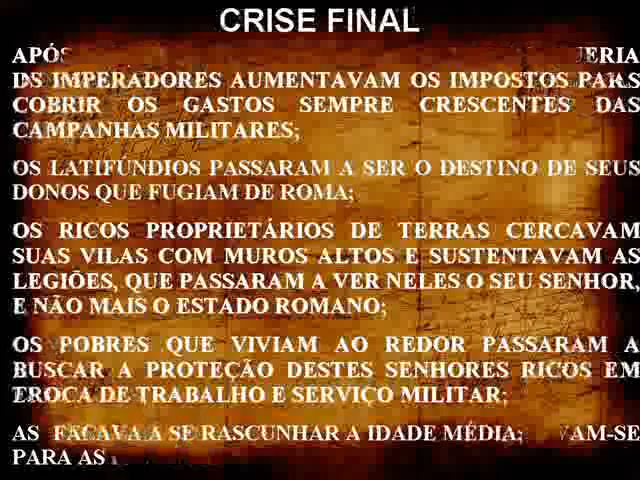 CRISE FINAL
APÓS
OS IMPERADORES AUMENTAVAM OS IMPOSTOS PARA
COBRIR OS GASTOS SEMPRE CRESCENTES DAS
CAMPANHAS MILITARES;
OS LATIFÚNDIOS PASSARAM A SER O DESTINO DE SEUS
DONOS QUE FUGIAM DE ROMA;
OS RICOS PROPRIETÁRIOS DE TERRAS CERCAVAM
SUAS VILAS COM MUROS ALTOS E SUSTENTAVAM AS
LEGIÕES, QUE PASSARAM A VER NELES O SEU SENHOR,
E NÃO MAIS O ESTADO ROMANO;
OS POBRES QUE VIVIAM AO REDOR PASSARAM A
BUSCAR A PROTEÇÃO DESTES SENHORES RICOS EM
TROCA DE TRABALHO E SERVIÇO MILITAR;
AS A SE RASCUNHAR A IDADE MÉDIA; VAM-SE
PARA AS